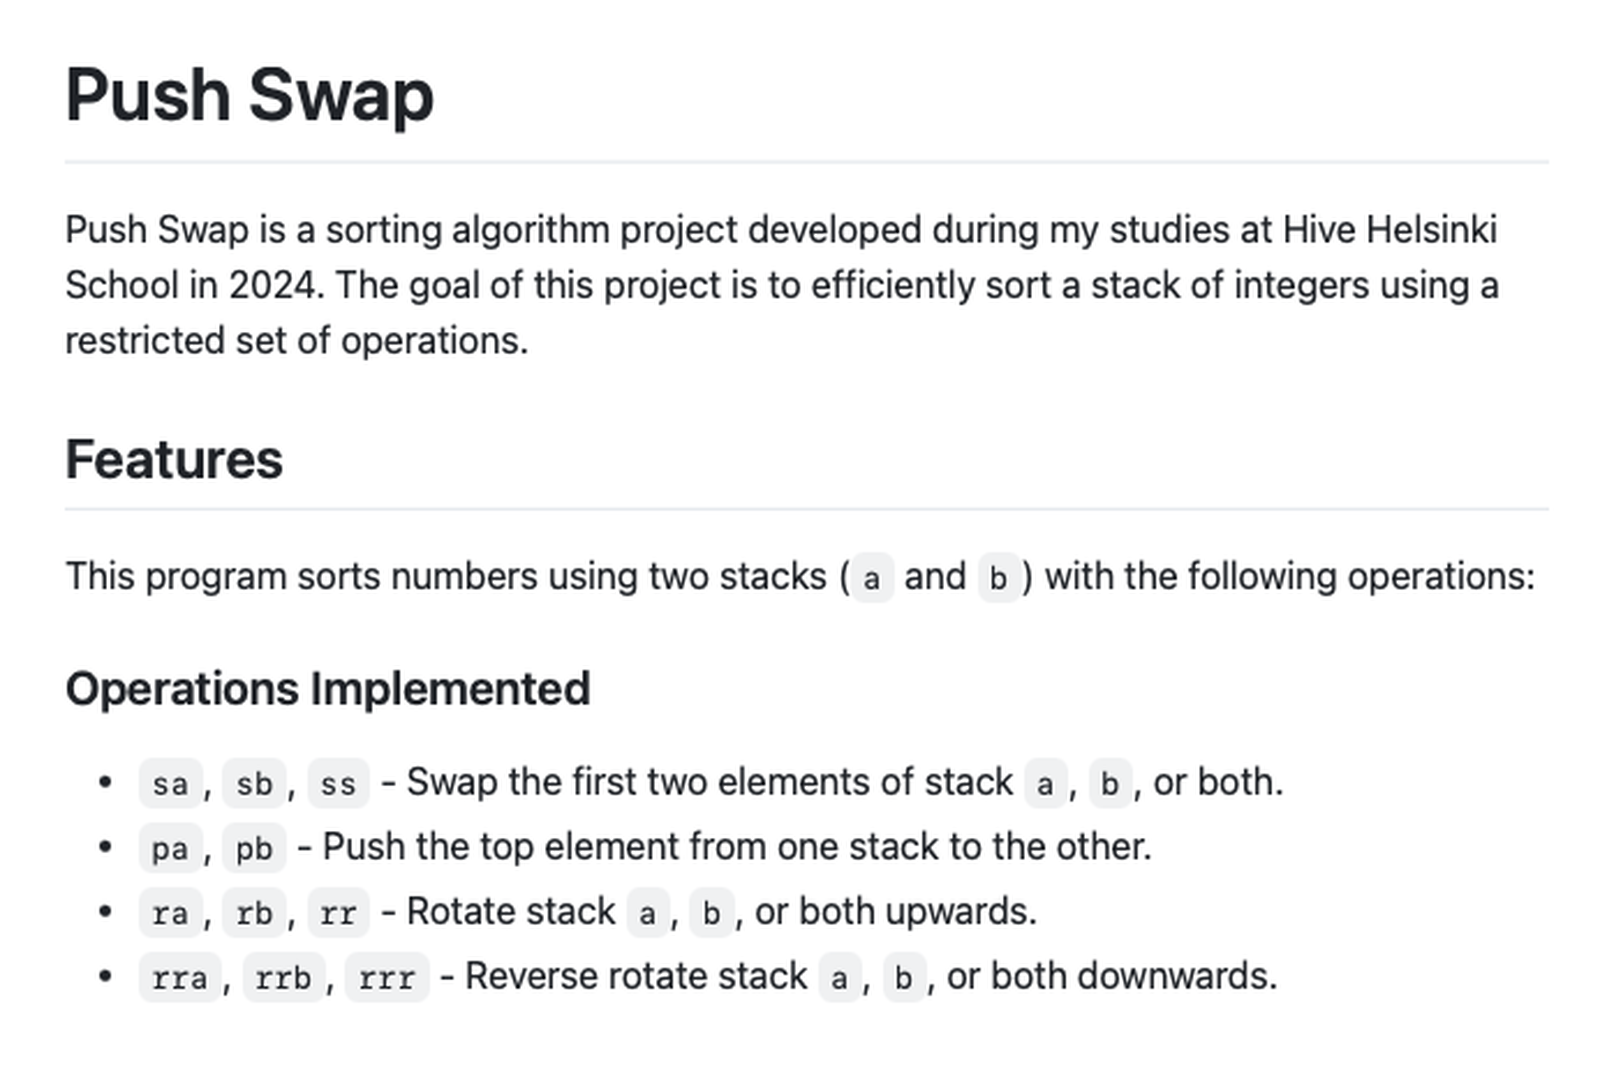 Push Swap
Push Swap is a sorting algorithm project developed during my studies at Hive Helsinki
School in 2024. The goal of this project is to efficiently sort a stack of integers using a
restricted set of operations.
Features
This program sorts numbers using two stacks ( a and b ) with the following operations:
Operations Implemented
• sa , sb , ss - Swap the first two elements of stack a , b , or both.
• pa , pb - Push the top element from one stack to the other.
• ra , rb , rr - Rotate stack a , b , or both upwards.
• rra , rrb , rrr - Reverse rotate stack a , b , or both downwards.